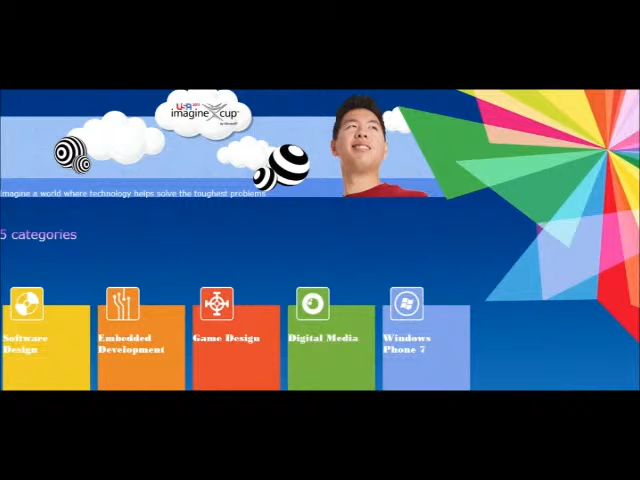 USA
imagine cup
Imagine a world where technology helps solve the toughest problems
5 categories
Software
Design
Embedded
Development
Game Design
Digital Media
Windows
Phone 7